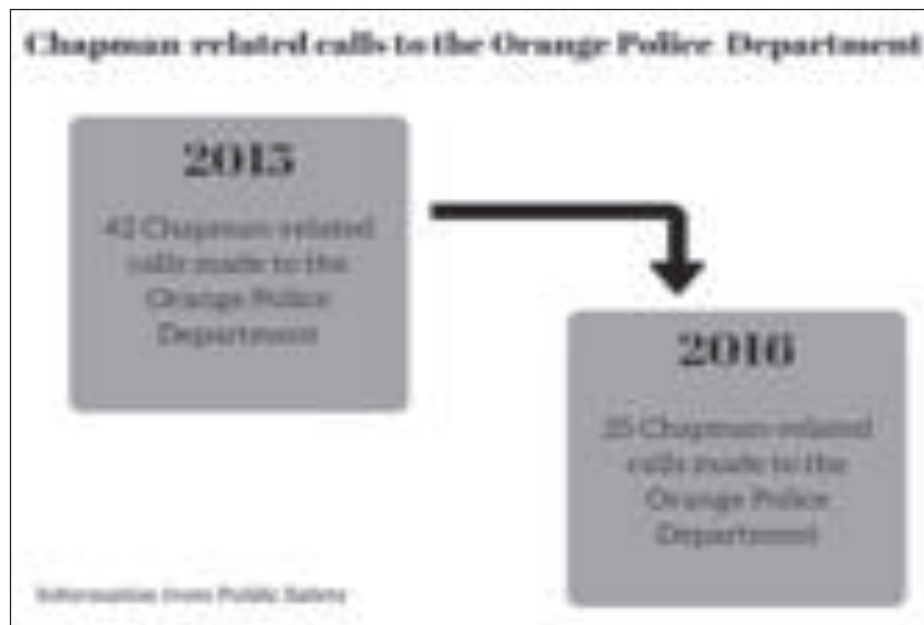 Chapman-related calls to the Orange Police Department
2015
42 Chapman-related
calls made to the
Orange Police
Department
2016
Chapman-related
calls made to the
Orange Police
Department
Information from Public Safety